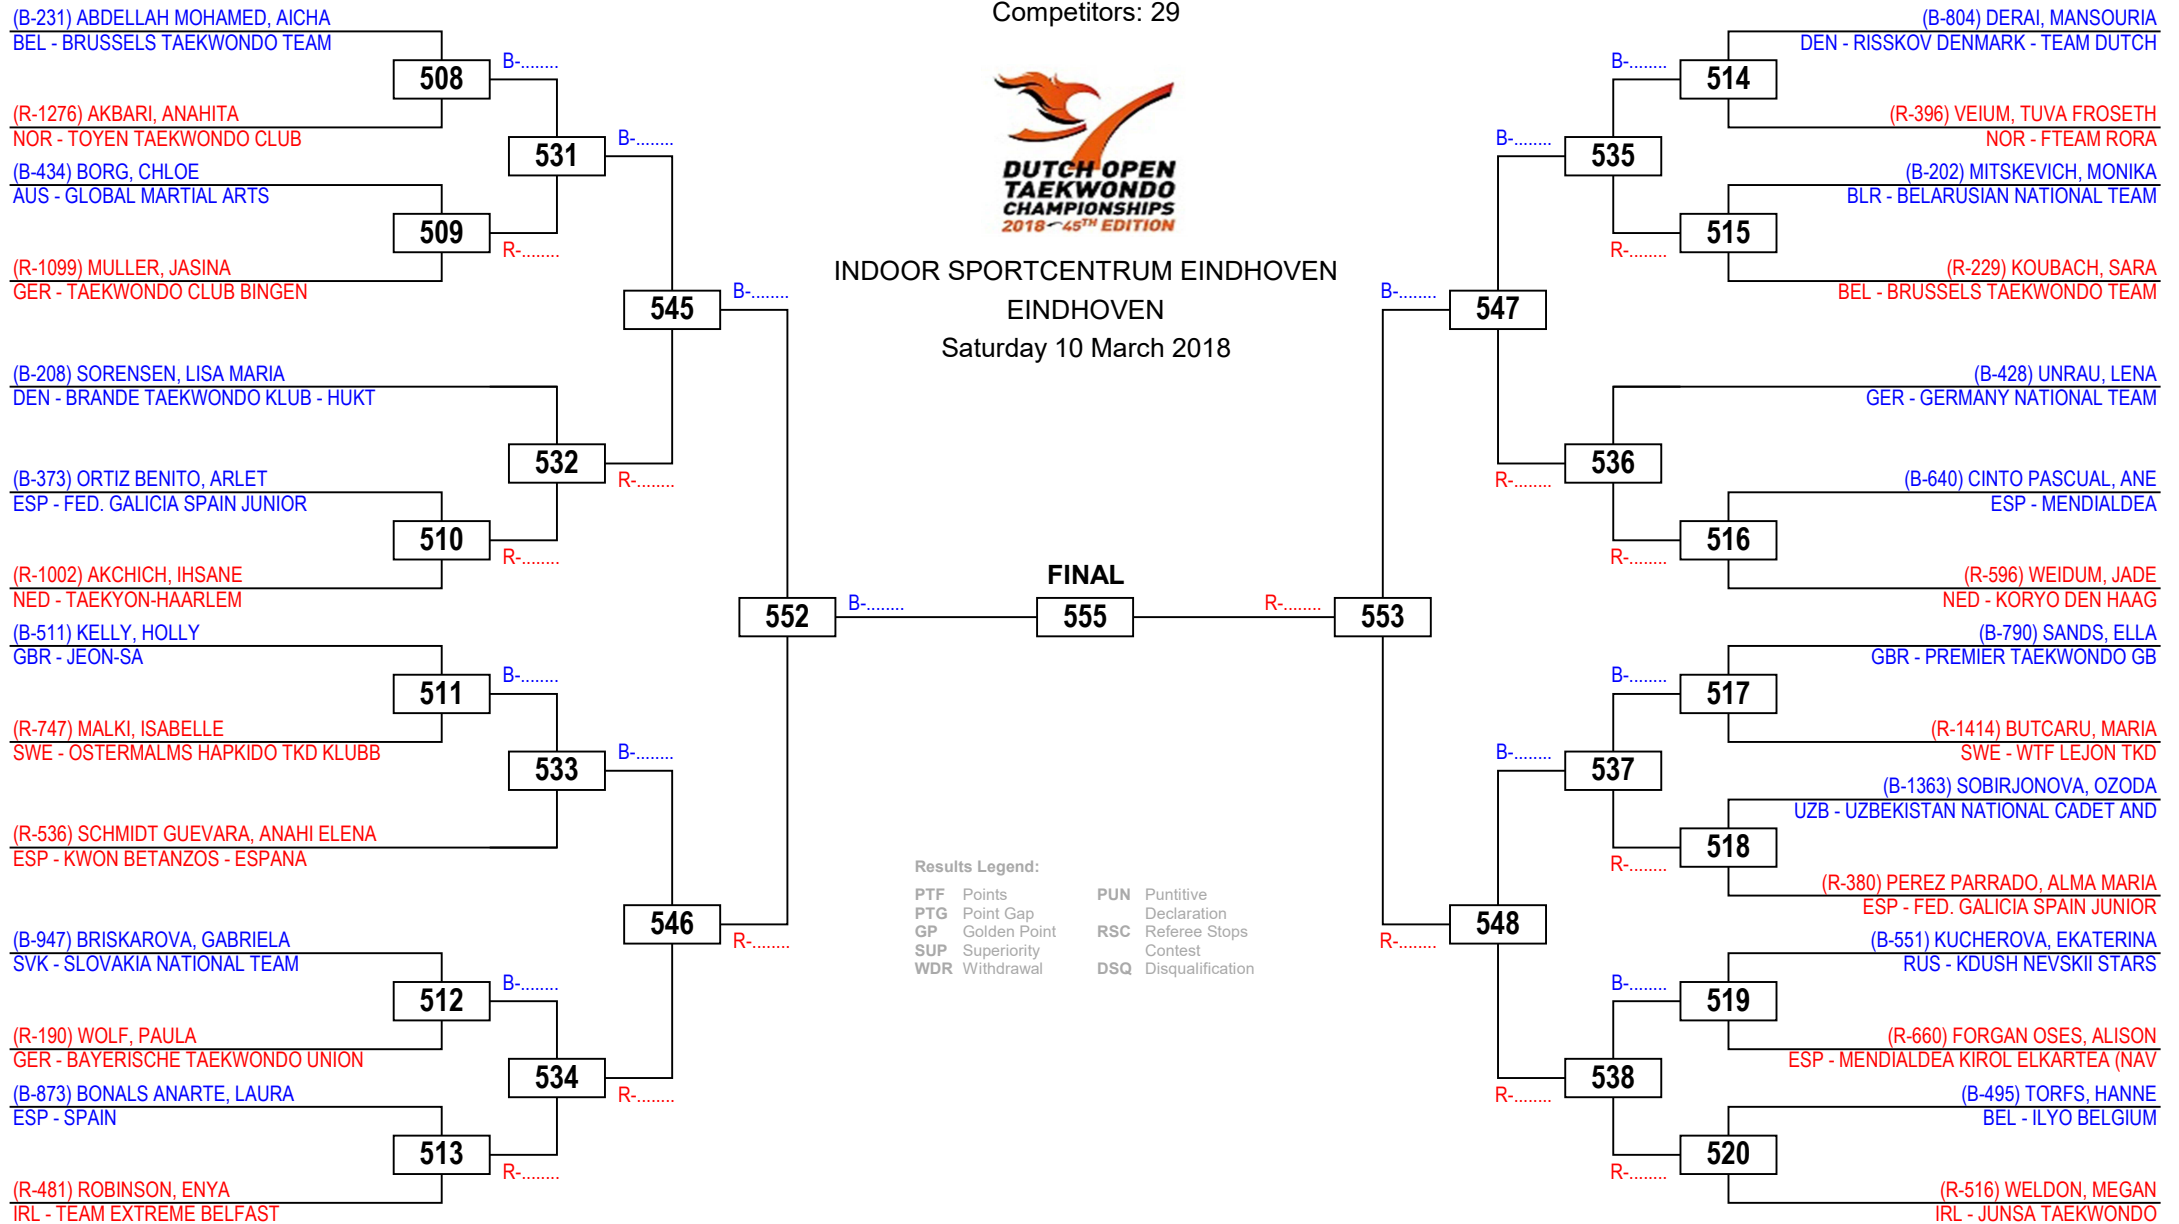 Competitors: 29
DUTCH OPEN
TAEKWONDO
CHAMPIONSHIPS
2018 45TH EDITION
INDOOR SPORTCENTRUM EINDHOVEN
EINDHOVEN
Saturday 10 March 2018
(B-231) ABDELLAH MOHAMED, AICHA
BEL - BRUSSELS TAEKWONDO TEAM
508
B-........
(R-1276) AKBARI, ANAHITA
NOR - TOYEN TAEKWONDO CLUB
531
B-........
(B-434) BORG, CHLOE
AUS - GLOBAL MARTIAL ARTS
509
R-........
(R-1099) MULLER, JASINA
GER - TAEKWONDO CLUB BINGEN
545
B-........
(B-208) SORENSEN, LISA MARIA
DEN - BRANDE TAEKWONDO KLUB - HUKT
532
R-........
(B-373) ORTIZ BENITO, ARLET
ESP - FED. GALICIA SPAIN JUNIOR
510
R-........
(R-1002) AKCHICH, IHSANE
NED - TAEKYON-HAARLEM
552
B-........
(B-511) KELLY, HOLLY
GBR - JEON-SA
511
B-........
(R-747) MALKI, ISABELLE
SWE - OSTERMALMS HAPKIDO TKD KLUBB
533
B-........
(R-536) SCHMIDT GUEVARA, ANAHI ELENA
ESP - KWON BETANZOS - ESPANA
546
R-........
(B-947) BRISKAROVA, GABRIELA
SVK - SLOVAKIA NATIONAL TEAM
512
B-........
(R-190) WOLF, PAULA
GER - BAYERISCHE TAEKWONDO UNION
534
R-........
(B-873) BONALS ANARTE, LAURA
ESP - SPAIN
513
R-........
(R-481) ROBINSON, ENYA
IRL - TEAM EXTREME BELFAST
FINAL
555
Results Legend:
PTF Points
PTG Point Gap
GP Golden Point
SUP Superiority
WDR Withdrawal
PUN Puntitive
Declaration
RSC Referee Stops
Contest
DSQ Disqualification
(B-804) DERAI, MANSOURIA
DEN - RISSKOV DENMARK - TEAM DUTCH
B-........
514
(R-396) VEIUM, TUVA FROSETH
NOR - FTEAM RORA
B-........
535
(B-202) MITSKEVICH, MONIKA
BLR - BELARUSIAN NATIONAL TEAM
R-........
515
(R-229) KOUBACH, SARA
BEL - BRUSSELS TAEKWONDO TEAM
B-........
547
(B-428) UNRAU, LENA
GER - GERMANY NATIONAL TEAM
R-........
536
(B-640) CINTO PASCUAL, ANE
ESP - MENDIALDEA
R-........
516
(R-596) WEIDUM, JADE
NED - KORYO DEN HAAG
R-........
553
(B-790) SANDS, ELLA
GBR - PREMIER TAEKWONDO GB
B-........
517
(R-1414) BUTCARU, MARIA
SWE - WTF LEJON TKD
B-........
537
(B-1363) SOBIRJONOVA, OZODA
UZB - UZBEKISTAN NATIONAL CADET AND
R-........
518
(R-380) PEREZ PARRADO, ALMA MARIA
ESP - FED. GALICIA SPAIN JUNIOR
R-........
548
(B-551) KUCHEROVA, EKATERINA
RUS - KDUSH NEVSKII STARS
B-........
519
(R-660) FORGAN OSES, ALISON
ESP - MENDIALDEA KIROL ELKARTEA (NAV
R-........
538
(B-495) TORFS, HANNE
BEL - ILYO BELGIUM
R-........
520
(R-516) WELDON, MEGAN
IRL - JUNSA TAEKWONDO